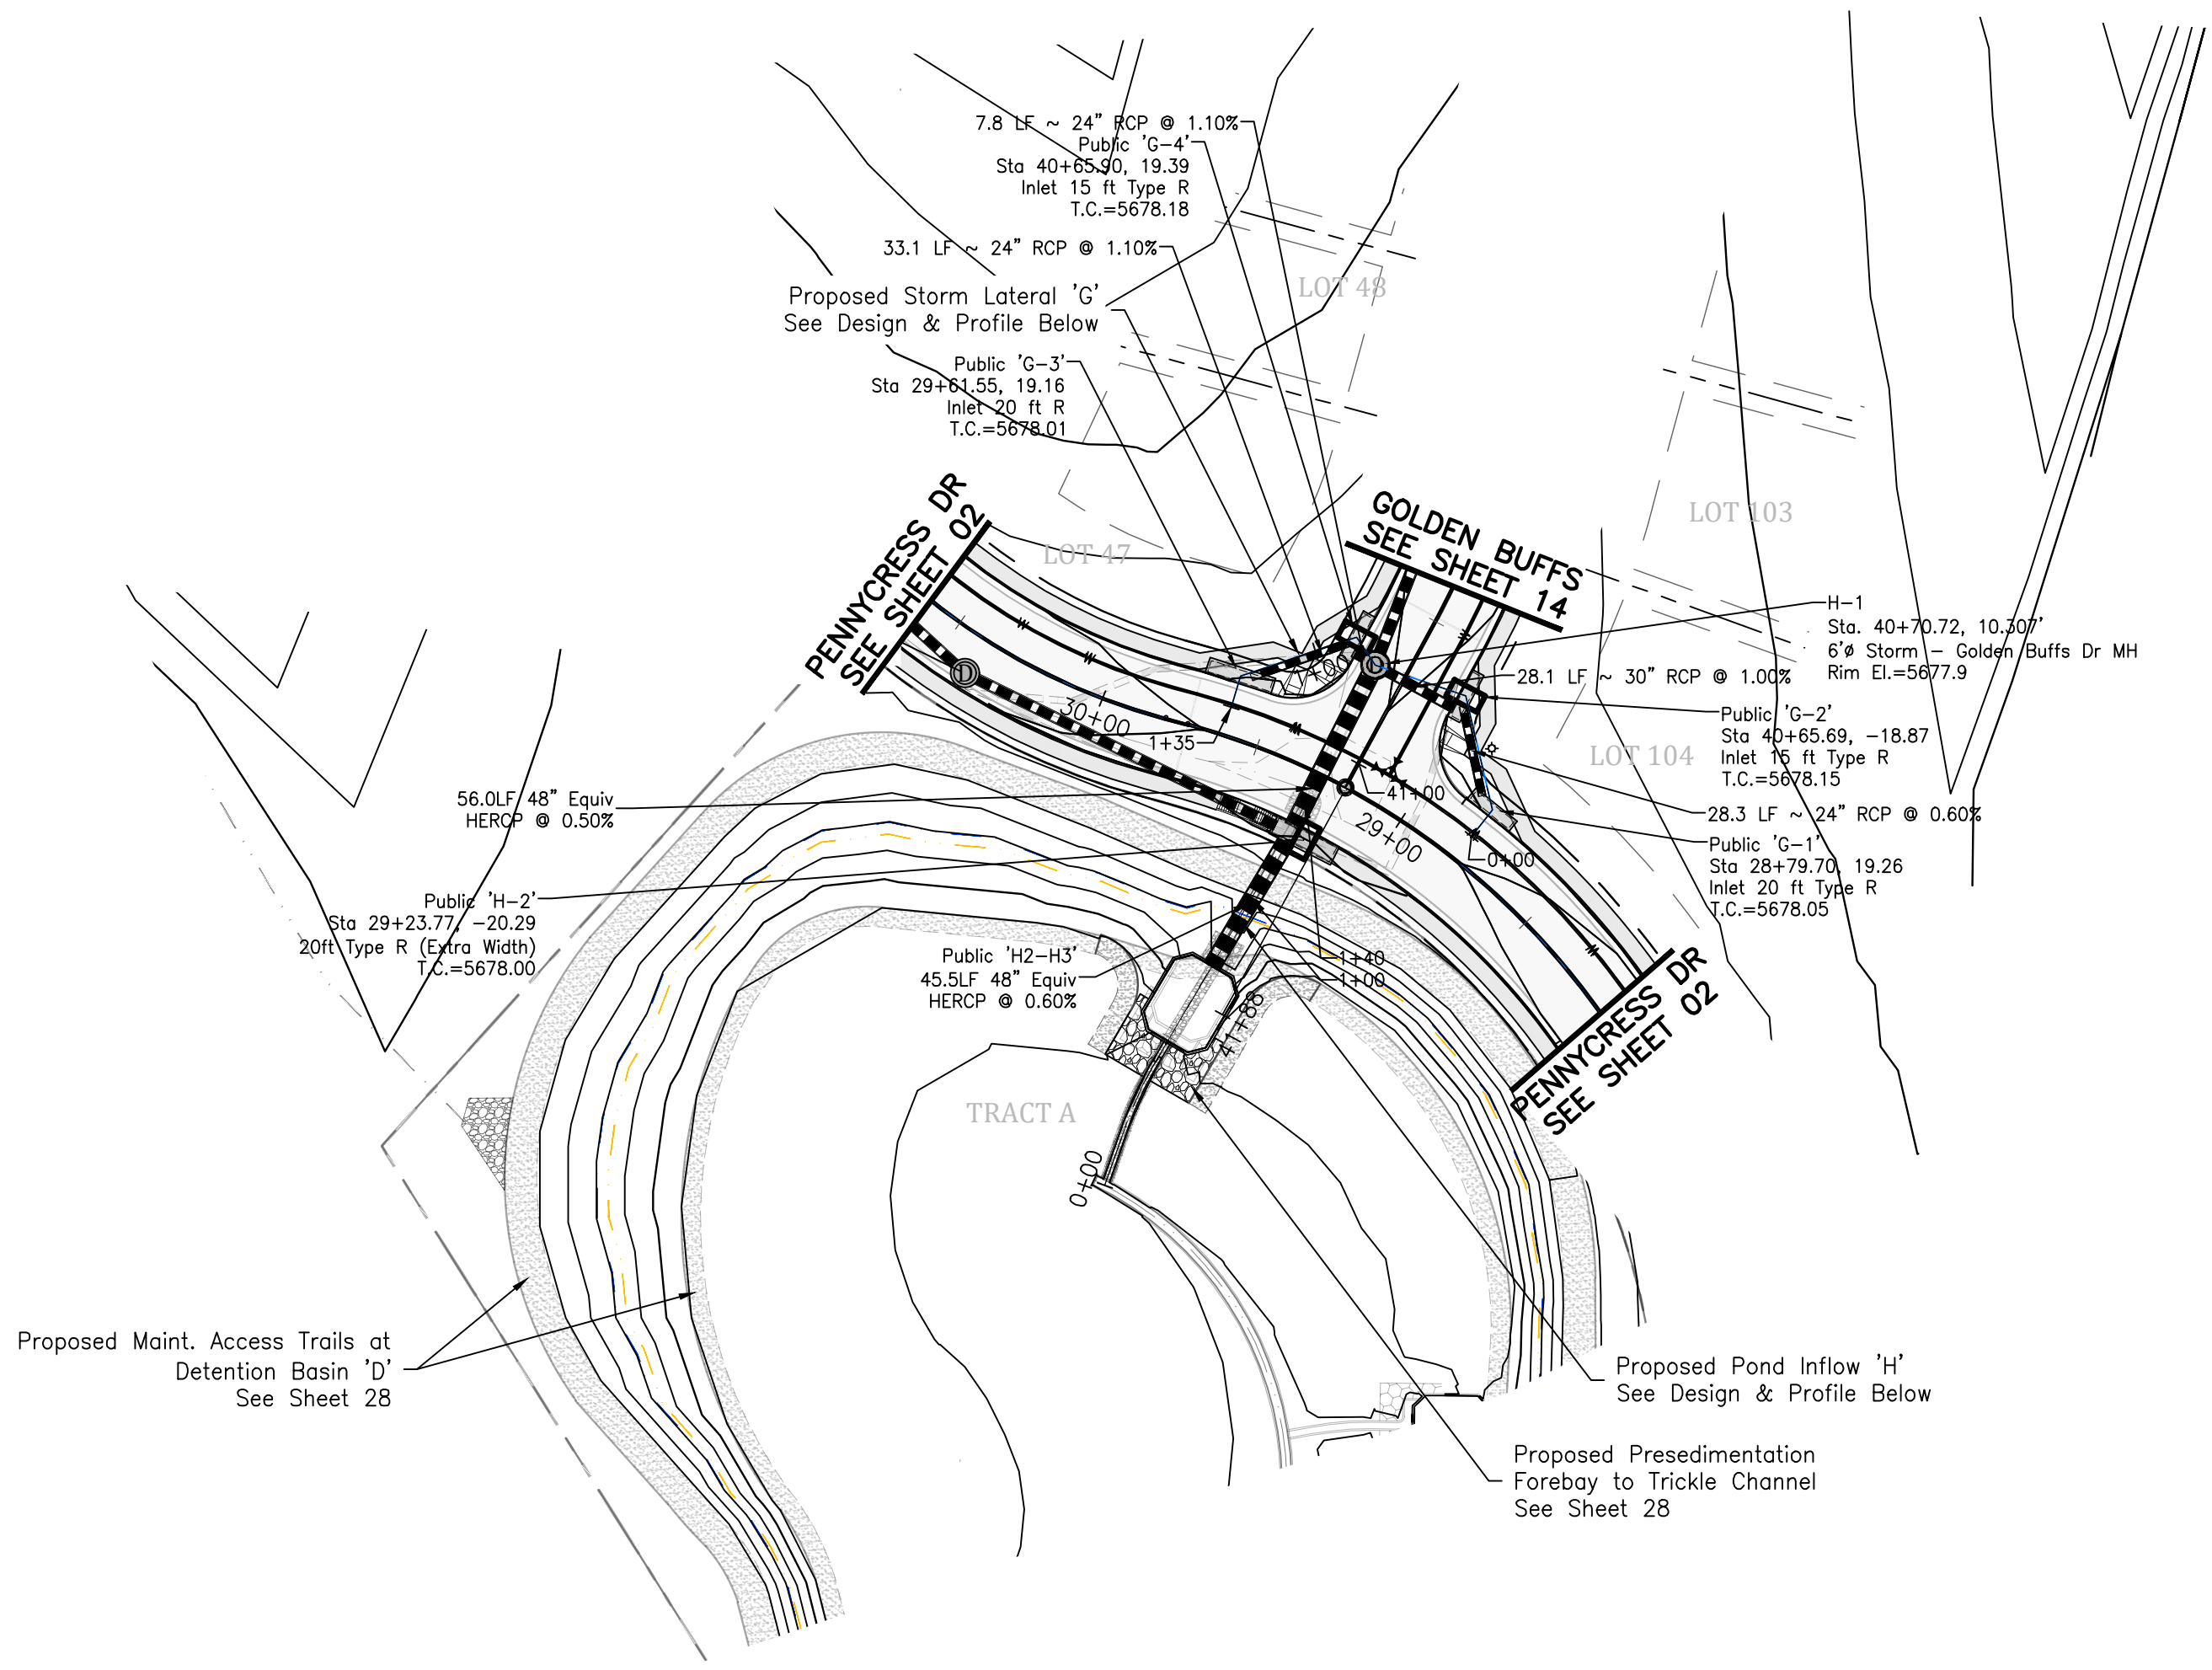 7.8 LF ~ 24” RCP @ 1.10%
Public 'G-4'
Sta 40+65.90, 19.39
Inlet 15 ft Type R
T.C.=5678.18
33.1 LF ~ 24” RCP @ 1.10%
Proposed Storm Lateral 'G'
See Design & Profile Below
Public 'G-3'
Sta 29+61.55, 19.16
Inlet 20 ft R
T.C.=5678.01
LOT 48
LOT 103
LOT 47
LOT 104
PENNYCRESS DR
SEE SHEET 02
GOLDEN BUFFS
SEE SHEET 14
H-1
Sta. 40+70.72, 10.307'
6'ø Storm - Golden Buffs Dr MH
Rim El.=5677.9
28.1 LF ~ 30” RCP @ 1.00%
Public 'G-2'
Sta 40+65.69, -18.87
Inlet 15 ft Type R
T.C.=5678.15
28.3 LF ~ 24” RCP @ 0.60%
Public 'G-1'
Sta 28+79.70, 19.26
Inlet 20 ft Type R
T.C.=5678.05
D
30+00
1+35
41+00
29+00
0+00
56.0LF 48” Equiv
HERCP @ 0.50%
Public 'H-2'
Sta 29+23.77, -20.29
20ft Type R (Extra Width)
T.C.=5678.00
Public 'H2-H3'
45.5LF 48” Equiv
HERCP @ 0.60%
1+40
1+00
41+88
PENNYCRESS DR
SEE SHEET 02
TRACT A
0+00
Proposed Maint. Access Trails at
Detention Basin 'D'
See Sheet 28
Proposed Pond Inflow 'H'
See Design & Profile Below
Proposed Presedimentation
Forebay to Trickle Channel
See Sheet 28